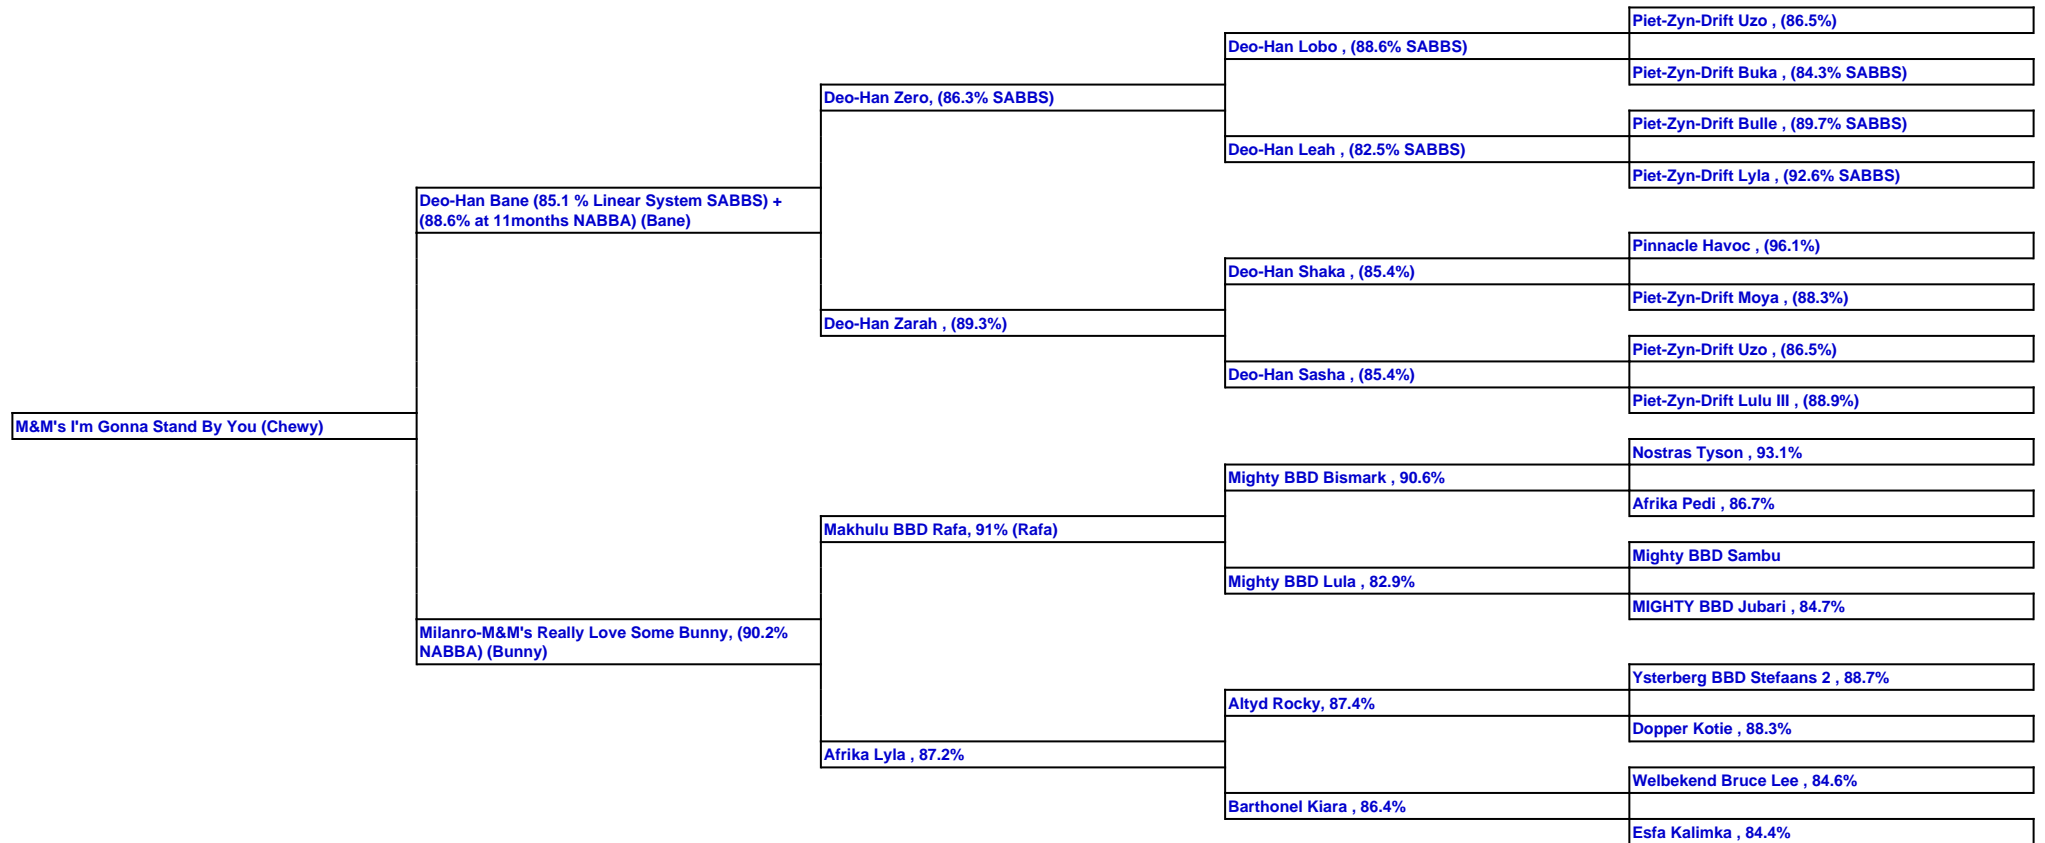 Piet-Zyn-Drift Uzo , (86.5%)
Deo-Han Lobo , (88.6% SABBS)
Piet-Zyn-Drift Buka , (84.3% SABBS)
Deo-Han Zero, (86.3% SABBS)
Piet-Zyn-Drift Bulle , (89.7% SABBS)
Deo-Han Leah , (82.5% SABBS)
Piet-Zyn-Drift Lyla , (92.6% SABBS)
Deo-Han Bane (85.1 % Linear System SABBS) +
(88.6% at 11months NABBA) (Bane)
Pinnacle Havoc , (96.1%)
Deo-Han Shaka , (85.4%)
Piet-Zyn-Drift Moya , (88.3%)
Deo-Han Zarah , (89.3%)
Piet-Zyn-Drift Uzo , (86.5%)
Deo-Han Sasha , (85.4%)
Piet-Zyn-Drift Lulu III , (88.9%)
M&M's I'm Gonna Stand By You (Chewy)
Nostras Tyson , 93.1%
Mighty BBD Bismark , 90.6%
Afrika Pedi , 86.7%
Makhulu BBD Rafa, 91% (Rafa)
Mighty BBD Sambu
Mighty BBD Lula , 82.9%
MIGHTY BBD Jubari , 84.7%
Milanro-M&M's Really Love Some Bunny, (90.2%
NABBA) (Bunny)
Ysterberg BBD Stefaans 2 , 88.7%
Altyd Rocky, 87.4%
Dopper Kotie , 88.3%
Afrika Lyla , 87.2%
Welbekend Bruce Lee , 84.6%
Barthonel Kiara , 86.4%
Esfa Kalimka , 84.4%